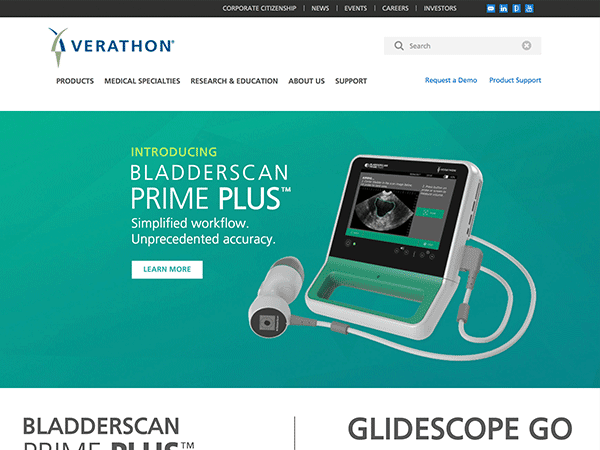 CORPORATE CITIZENSHIP | NEWS | EVENTS | CAREERS | INVESTORS
VERATHON®
Search
PRODUCTS MEDICAL SPECIALTIES RESEARCH & EDUCATION ABOUT US SUPPORT
Request a Demo Product Support
INTRODUCING
BLADDERSCAN
PRIME PLUS™
Simplified workflow.
Unprecedented accuracy.
LEARN MORE
VERATHON
BLADDERSCAN
PRIME PLUS™
GLIDESCOPE GO